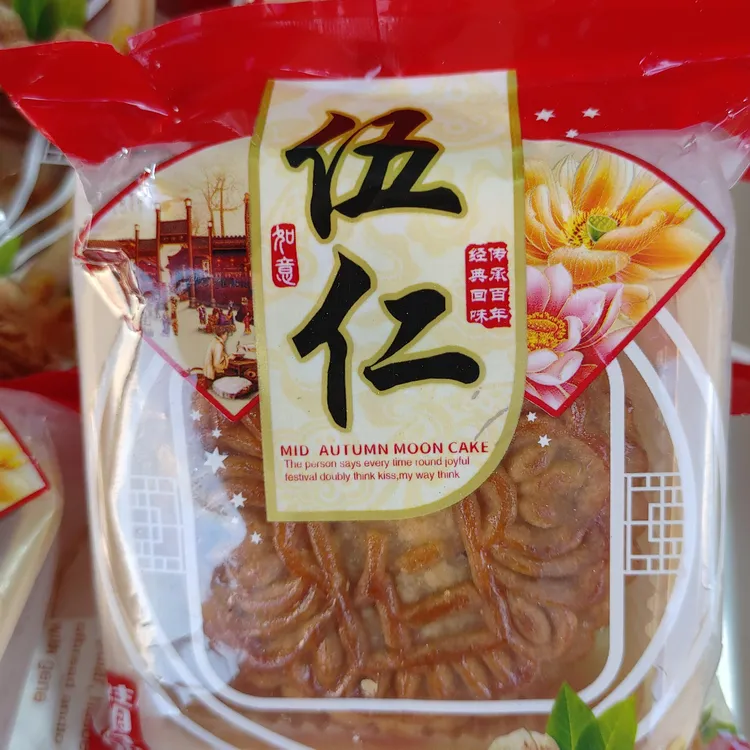 伍仁
如意
传承百年
经典回味
MID AUTUMN MOON CAKE
The person says every time round joyful
festival doubly think kiss,my way think